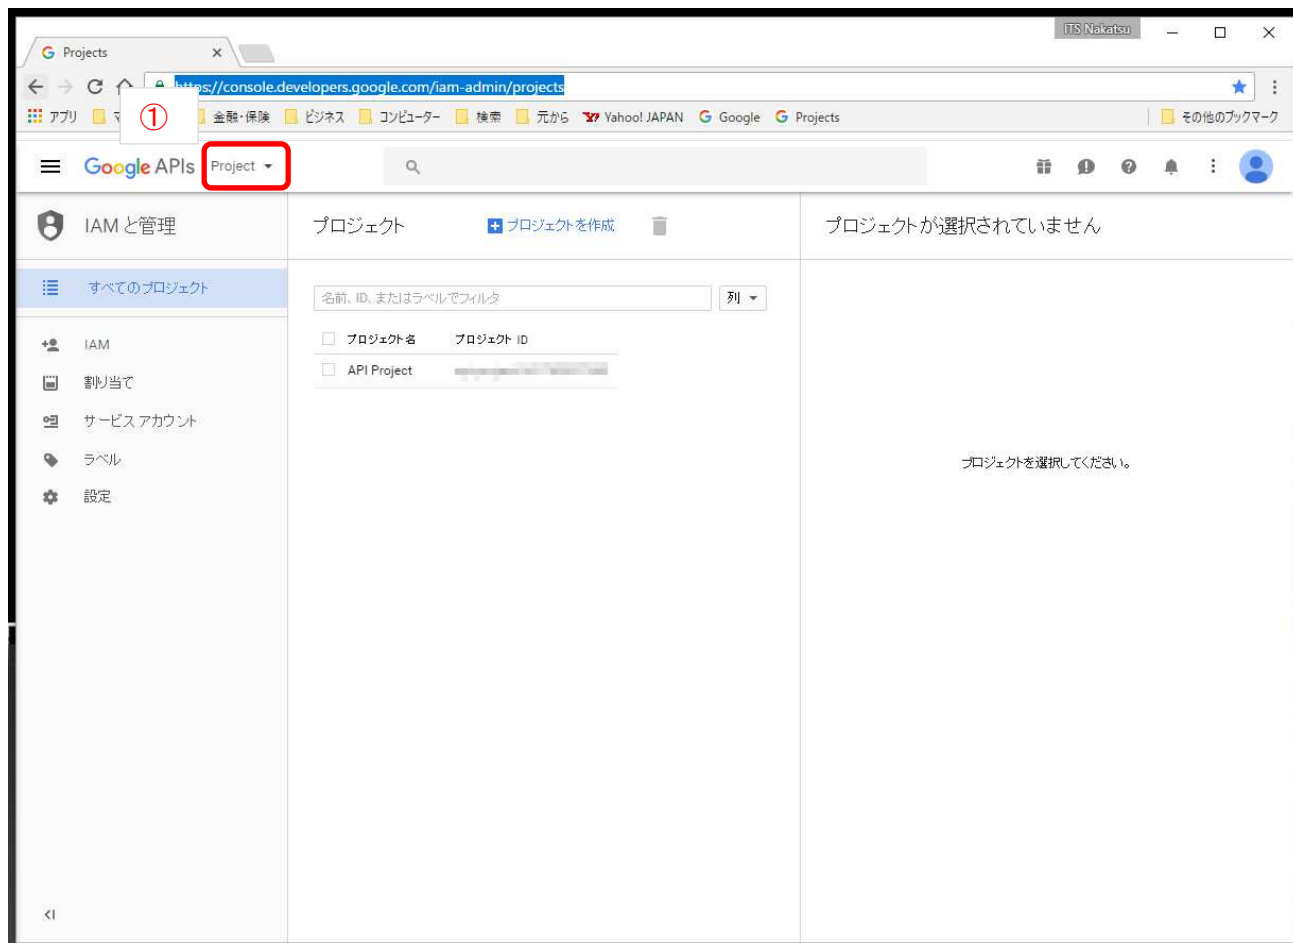 ITS Nakatsu
Projects
https://console.developers.google.com/iam-admin/projects
アプリ 金融・保険 ビジネス コンピューター 検索 元から Yahoo! JAPAN Google Projects その他のブックマーク
①
Google APIs Project
IAM と管理
プロジェクト プロジェクトを作成
プロジェクトが選択されていません
すべてのプロジェクト
名前、ID、またはラベルでフィルタ 列
プロジェクト名 プロジェクト ID
API Project
IAM
割り当て
サービス アカウント
ラベル
設定
プロジェクトを選択してください。